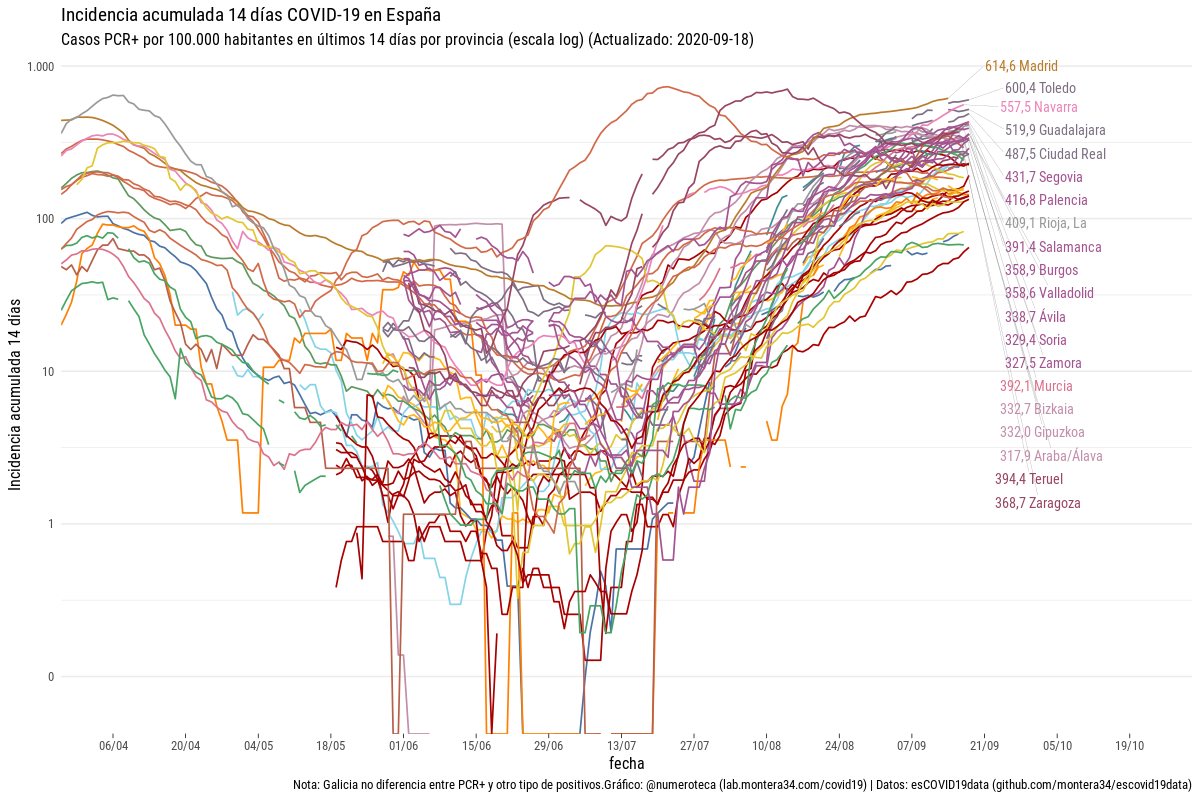 Incidencia acumulada 14 días COVID-19 en España
Casos PCR+ por 100.000 habitantes en últimos 14 días por provincia (escala log) (Actualizado: 2020-09-18)
Incidencia acumulada 14 días
1.000
100
10
1
0
614,6 Madrid
600,4 Toledo
557,5 Navarra
519,9 Guadalajara
487,5 Ciudad Real
431,7 Segovia
416,8 Palencia
409,1 Rioja, La
391,4 Salamanca
358,9 Burgos
358,6 Valladolid
338,7 Ávila
329,4 Soria
327,5 Zamora
392,1 Murcia
332,7 Bizkaia
332,0 Gipuzkoa
317,9 Araba/Álava
394,4 Teruel
368,7 Zaragoza
06/04 20/04 04/05 18/05 01/06 15/06 29/06 13/07 27/07 10/08 24/08 07/09 21/09 05/10 19/10
fecha
Nota: Galicia no diferencia entre PCR+ y otro tipo de positivos.Gráfico: @numeroteca (lab.montera34.com/covid19) | Datos: esCOVID19data (github.com/montera34/escovid19data)